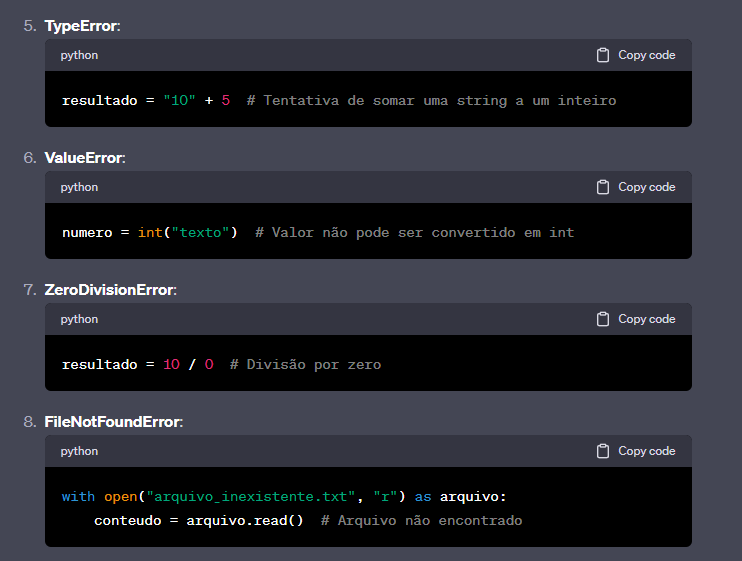 5. TypeError:
python Copy code
resultado = "10" + 5  # Tentativa de somar uma string a um inteiro
6. ValueError:
python Copy code
numero = int("texto")  # Valor não pode ser convertido em int
7. ZeroDivisionError:
python Copy code
resultado = 10 / 0  # Divisão por zero
8. FileNotFoundError:
python Copy code
with open("arquivo_inexistente.txt", "r") as arquivo:
    conteudo = arquivo.read()  # Arquivo não encontrado